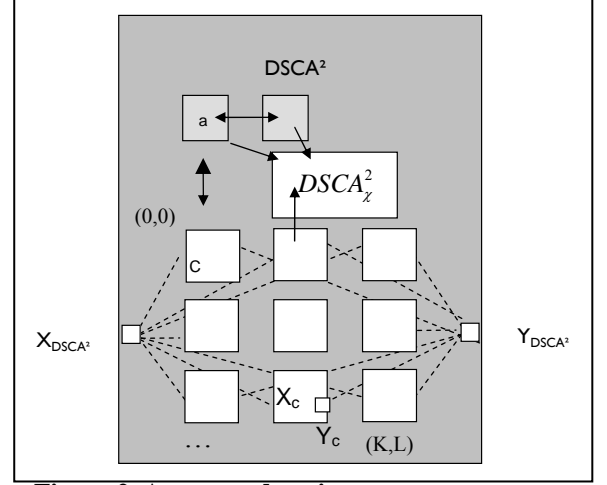 DSCA²
a
DSCA²χ
(0,0)
C
X_DSCA²
Y_DSCA²
X_c
Y_c
...
(K,L)